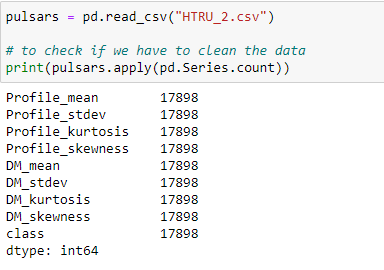 pulsars = pd.read_csv("HTRU_2.csv")
# to check if we have to clean the data
print(pulsars.apply(pd.Series.count))
Profile_mean 17898
Profile_stdev 17898
Profile_kurtosis 17898
Profile_skewness 17898
DM_mean 17898
DM_stdev 17898
DM_kurtosis 17898
DM_skewness 17898
class 17898
dtype: int64